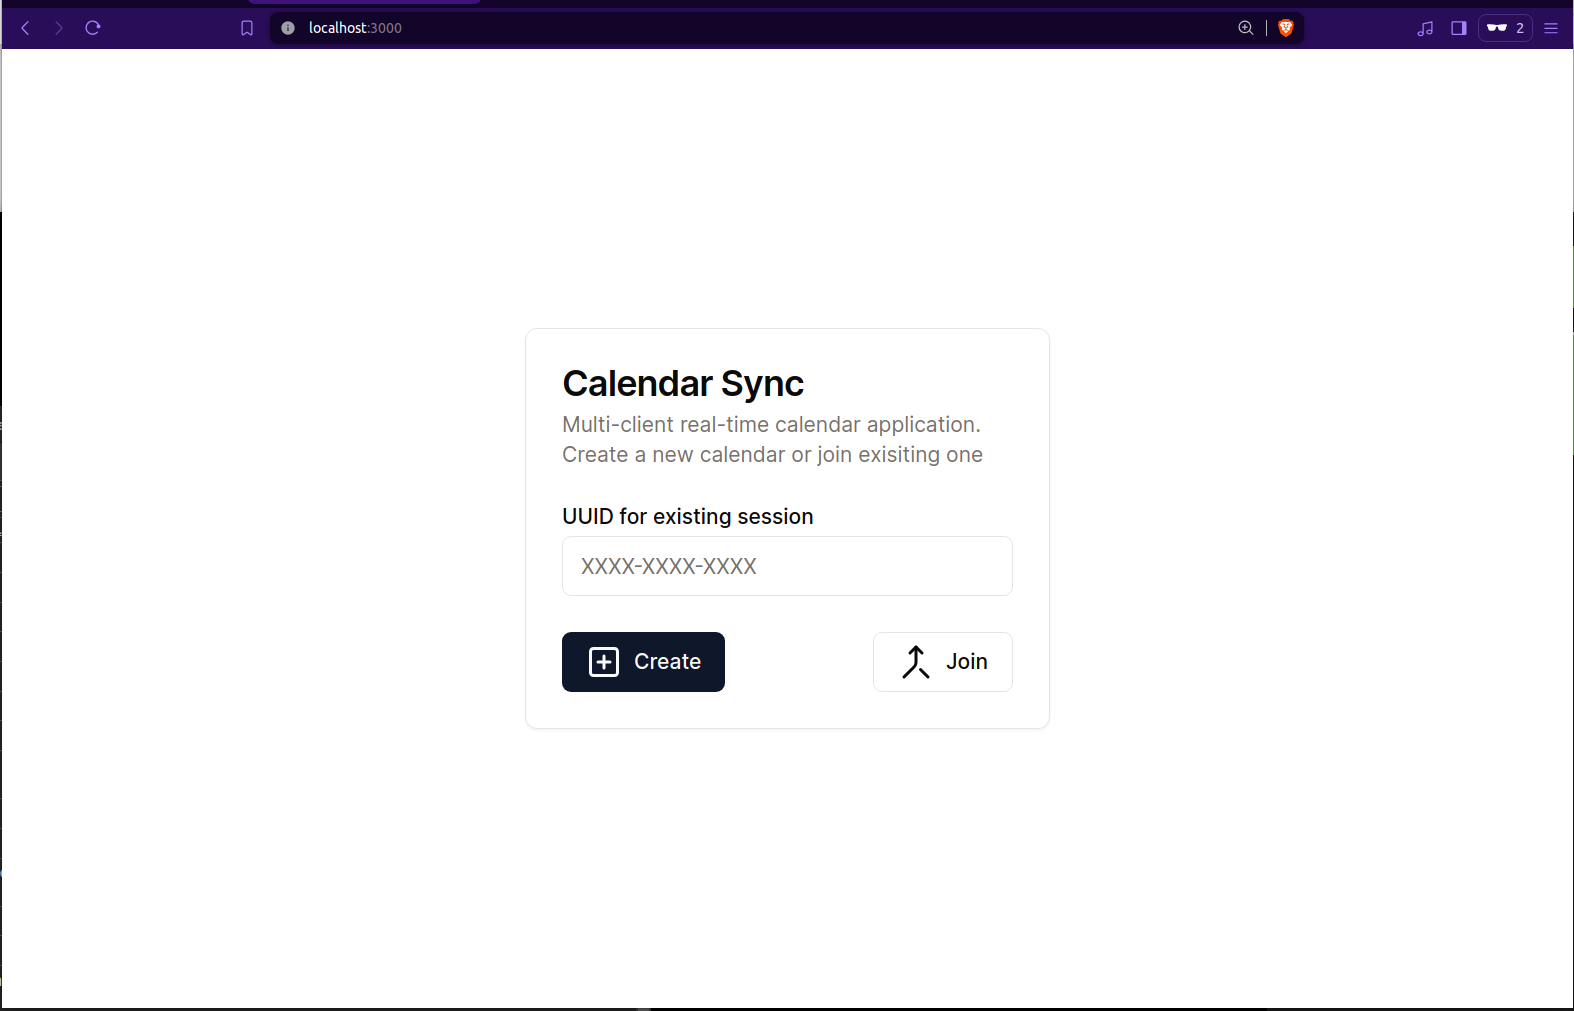 localhost:3000
2
Calendar Sync
Multi-client real-time calendar application.
Create a new calendar or join exisiting one
UUID for existing session
XXXX-XXXX-XXXX
Create
Join